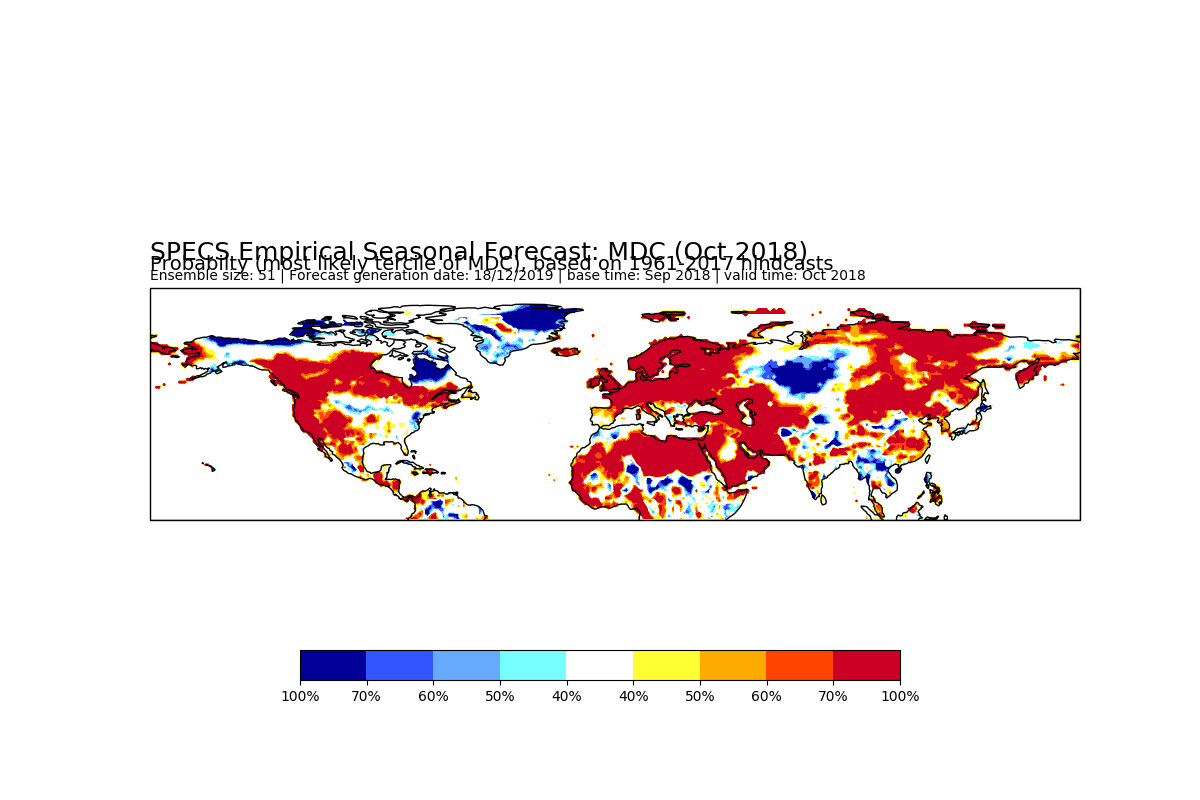 SPECS Empirical Seasonal Forecast: MDC (Oct 2018)
Probabilty (most likely tercile of MDC), based on 1961-2017 hindcasts
Ensemble size: 51 | Forecast generation date: 18/12/2019 | base time: Sep 2018 | valid time: Oct 2018
100% 70% 60% 50% 40% 40% 50% 60% 70% 100%